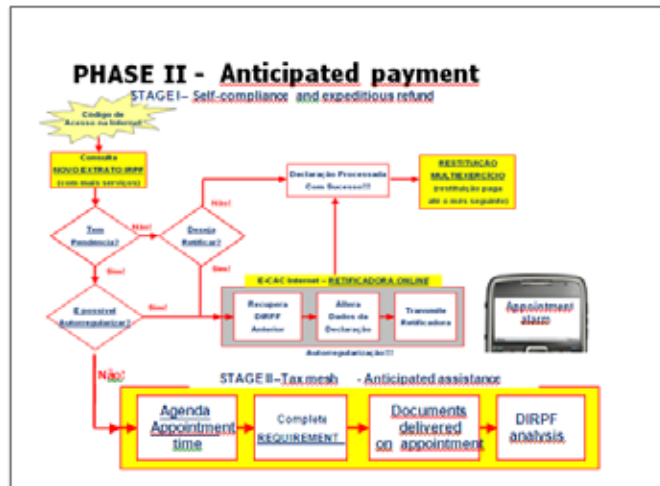 PHASE II - Anticipated payment
STAGE I – Self-compliance and expeditious refund
Código de
Acesso na Internet
Consulta
NOVO EXTRATO IRPF
(com mais serviços)
Declaração Processada
Com Sucesso!!!
RESTITUIÇÃO
MULTIEXERCÍCIO
(restituição paga
até o mês seguinte)
Não!
Tem
Pendência?
Não!
Deseja
Retificar?
Sim!
Sim!
E-CAC Internet – RETIFICADORA ONLINE
É possível
Autorregularizar?
Sim!
Recupera
DIRPF
Anterior
Altera
Dados da
Declaração
Transmite
Retificadora
Autorregularização!!!
Appointment
alarm
Não!
STAGE II–Tax mesh - Anticipated assistance
Agenda
Appointment
time
Complete
REQUIREMENT
Documents
delivered
on appointment
DIRPF
analysis